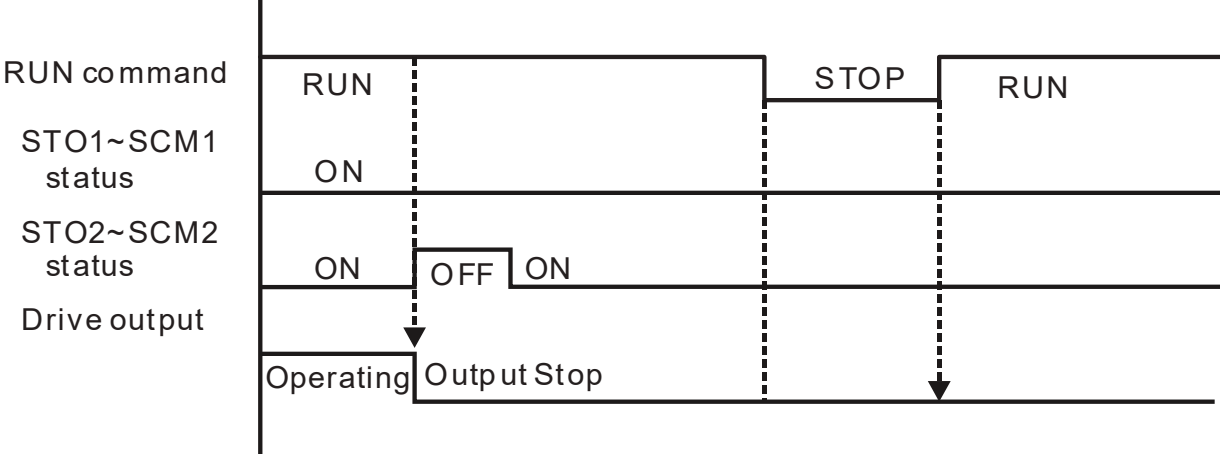 RUN command
RUN
STOP
RUN
STO1~SCM1
status
ON
STO2~SCM2
status
ON
OFF
ON
Drive output
Operating
Output Stop